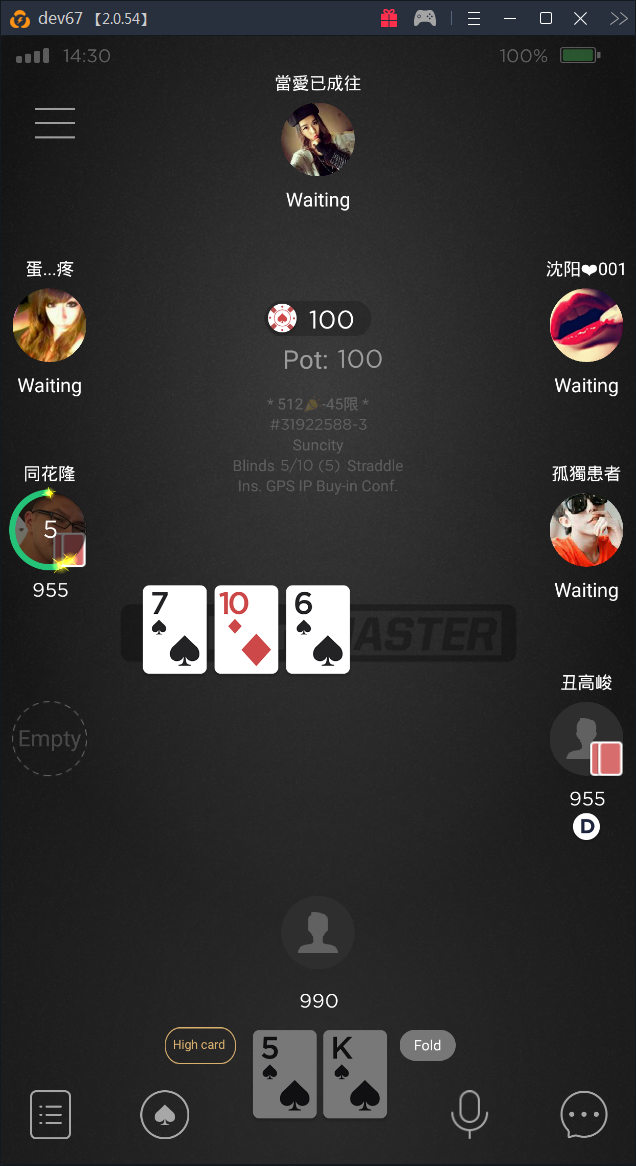 dev67 【2.0.54】
14:30
100%
當愛已成往
Waiting
蛋...疼
沈阳❤001
100
Waiting
Pot: 100
Waiting
* 512🎉-45限 *
#31922588-3
Suncity
Blinds 5/10 (5) Straddle
Ins. GPS IP Buy-in Conf.
同花隆
孤獨患者
5
955
Waiting
7
10
6
ASTER
丑高峻
Empty
955
D
990
High card
5
K
Fold